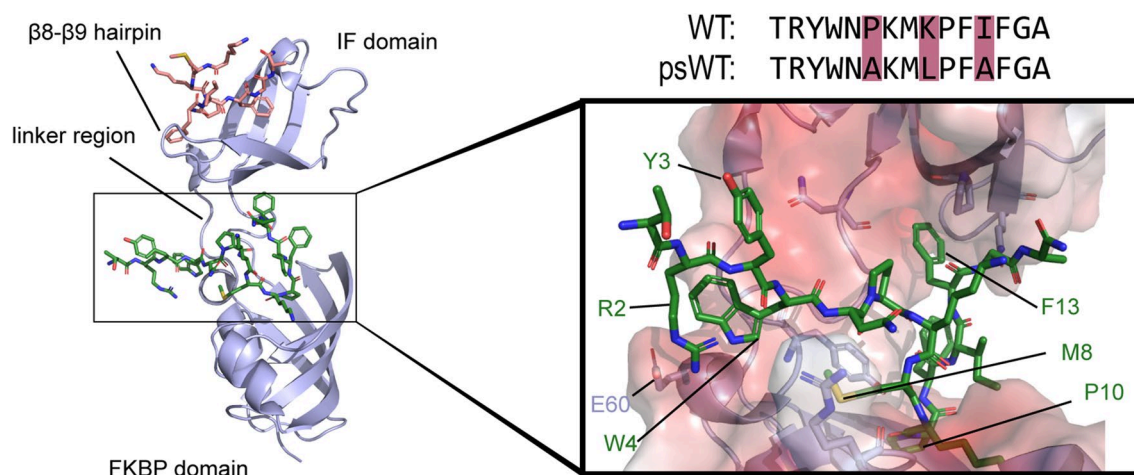 β8-β9 hairpin
IF domain
linker region
FKBP domain
WT: TRYWNPKMKPFIFGA
psWT: TRYWNAKMLPFAFGA
Y3
R2
E60
W4
F13
M8
P10